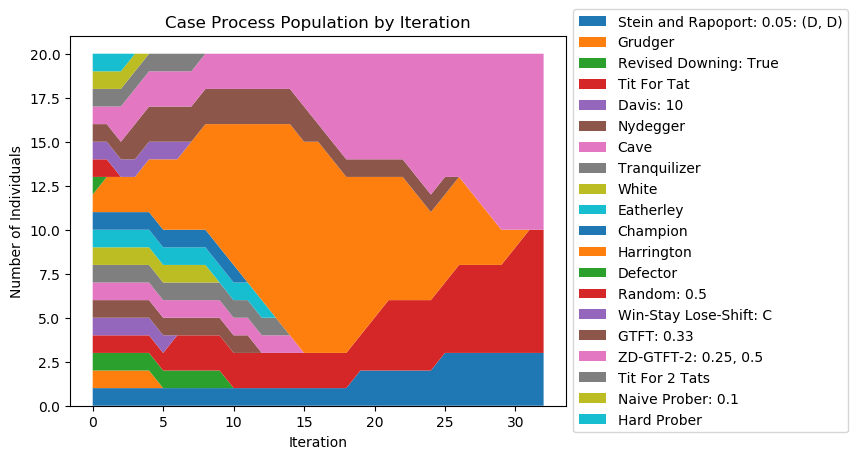 Case Process Population by Iteration
Number of Individuals
20.0
17.5
15.0
12.5
10.0
7.5
5.0
2.5
0.0
0
5
10
15
20
25
30
Iteration
Stein and Rapoport: 0.05: (D, D)
Grudger
Revised Downing: True
Tit For Tat
Davis: 10
Nydegger
Cave
Tranquilizer
White
Eatherley
Champion
Harrington
Defector
Random: 0.5
Win-Stay Lose-Shift: C
GTFT: 0.33
ZD-GTFT-2: 0.25, 0.5
Tit For 2 Tats
Naive Prober: 0.1
Hard Prober